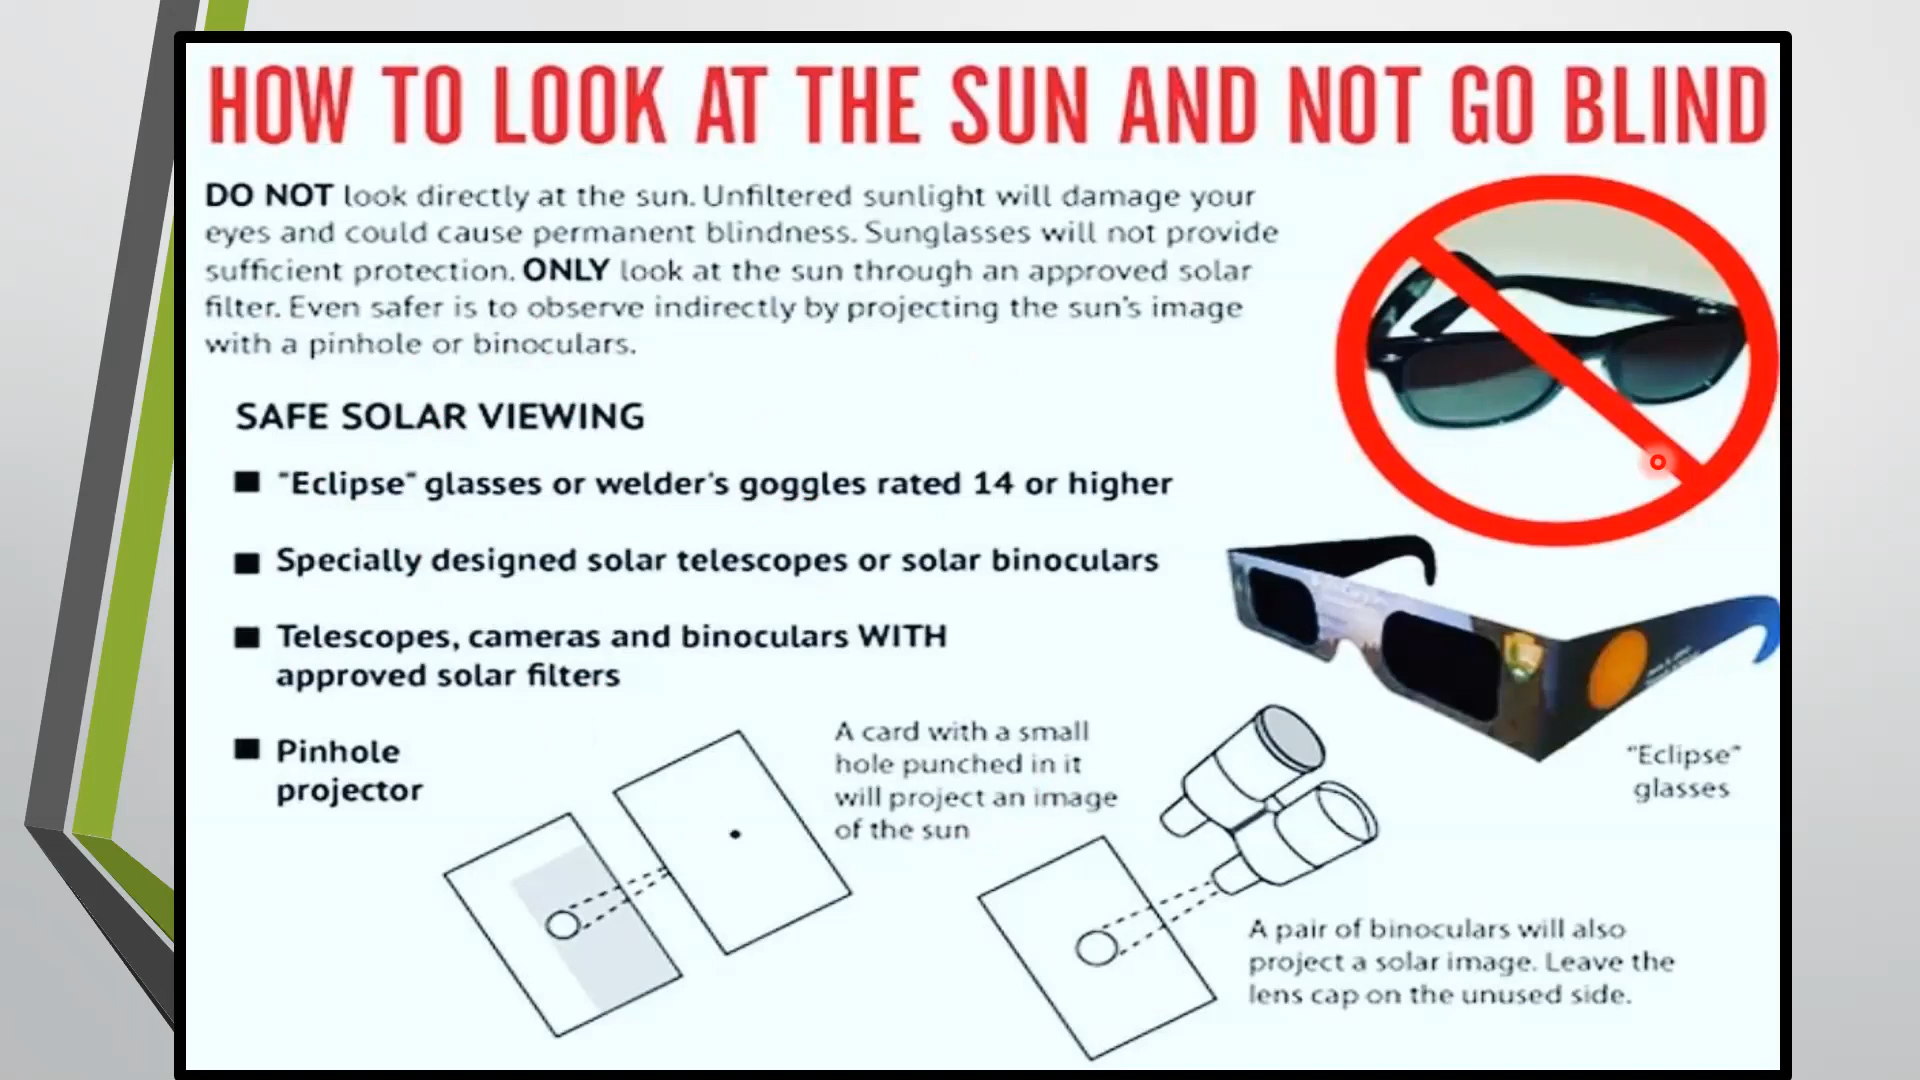 HOW TO LOOK AT THE SUN AND NOT GO BLIND
DO NOT look directly at the sun. Unfiltered sunlight will damage your
eyes and could cause permanent blindness. Sunglasses will not provide
sufficient protection. ONLY look at the sun through an approved solar
filter. Even safer is to observe indirectly by projecting the sun's image
with a pinhole or binoculars.
SAFE SOLAR VIEWING
■ "Eclipse" glasses or welder's goggles rated 14 or higher
■ Specially designed solar telescopes or solar binoculars
■ Telescopes, cameras and binoculars WITH
approved solar filters
■ Pinhole
projector
A card with a small
hole punched in it
will project an image
of the sun
"Eclipse"
glasses
A pair of binoculars will also
project a solar image. Leave the
lens cap on the unused side.